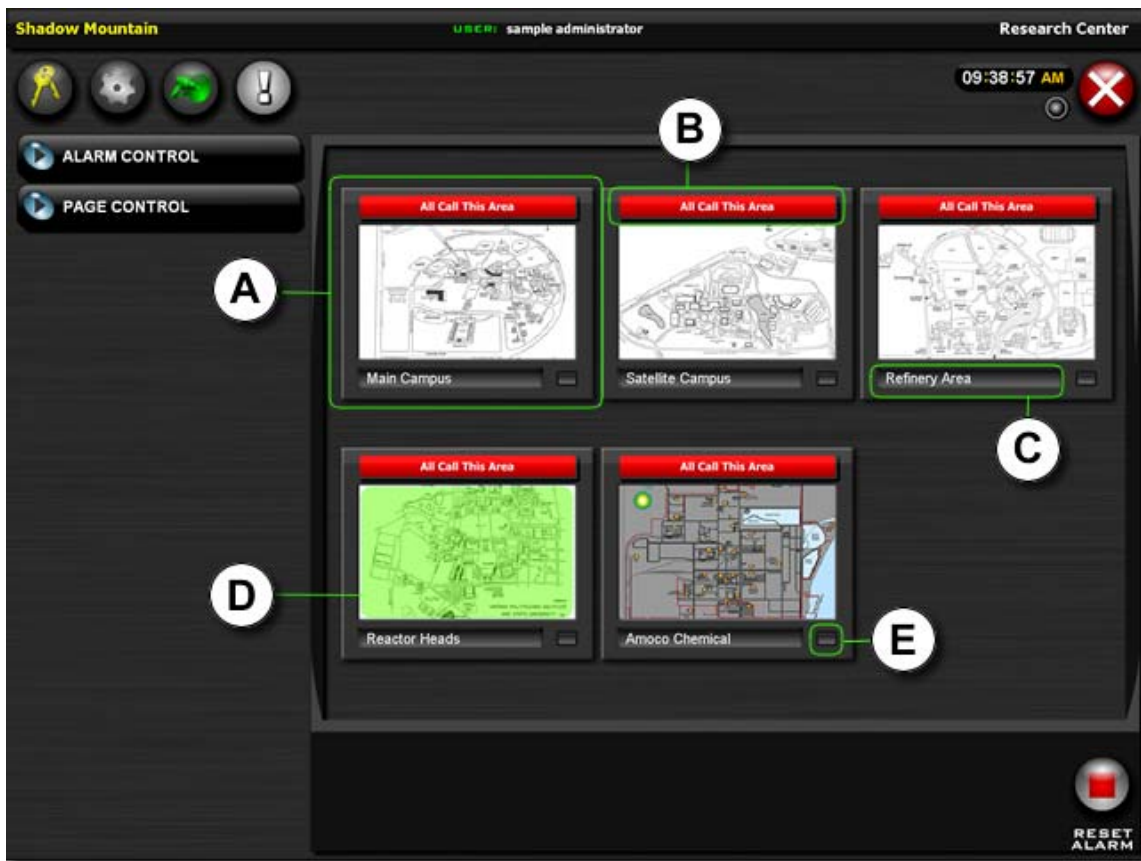 Shadow Mountain USER: sample administrator Research Center
09:38:57 AM
ALARM CONTROL
PAGE CONTROL
B
All Call This Area All Call This Area All Call This Area
A
Main Campus Satellite Campus Refinery Area
C
All Call This Area All Call This Area
D
Reactor Heads Amoco Chemical
E
RESET
ALARM